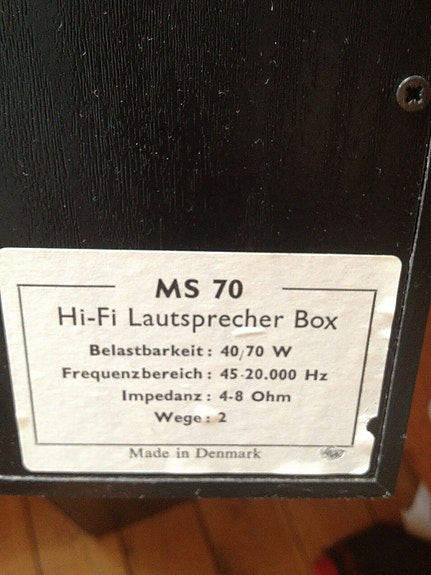 MS 70
Hi-Fi Lautsprecher Box
Belastbarkeit: 40/70 W
Frequenzbereich: 45-20.000 Hz
Impedanz: 4-8 Ohm
Wege: 2
Made in Denmark